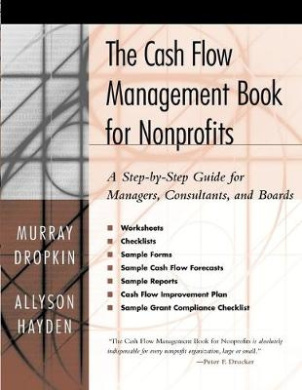 The Cash Flow
Management Book
for Nonprofits
A Step-by-Step Guide for
Managers, Consultants, and Boards
MURRAY
DROPKIN
ALLYSON
HAYDEN
Worksheets
Checklists
Sample Forms
Sample Cash Flow Forecasts
Sample Reports
Cash Flow Improvement Plan
Sample Grant Compliance Checklist
"The Cash Flow Management Book for Nonprofits is absolutely
indispensable for every nonprofit organization, large or small."
—Peter F. Drucker